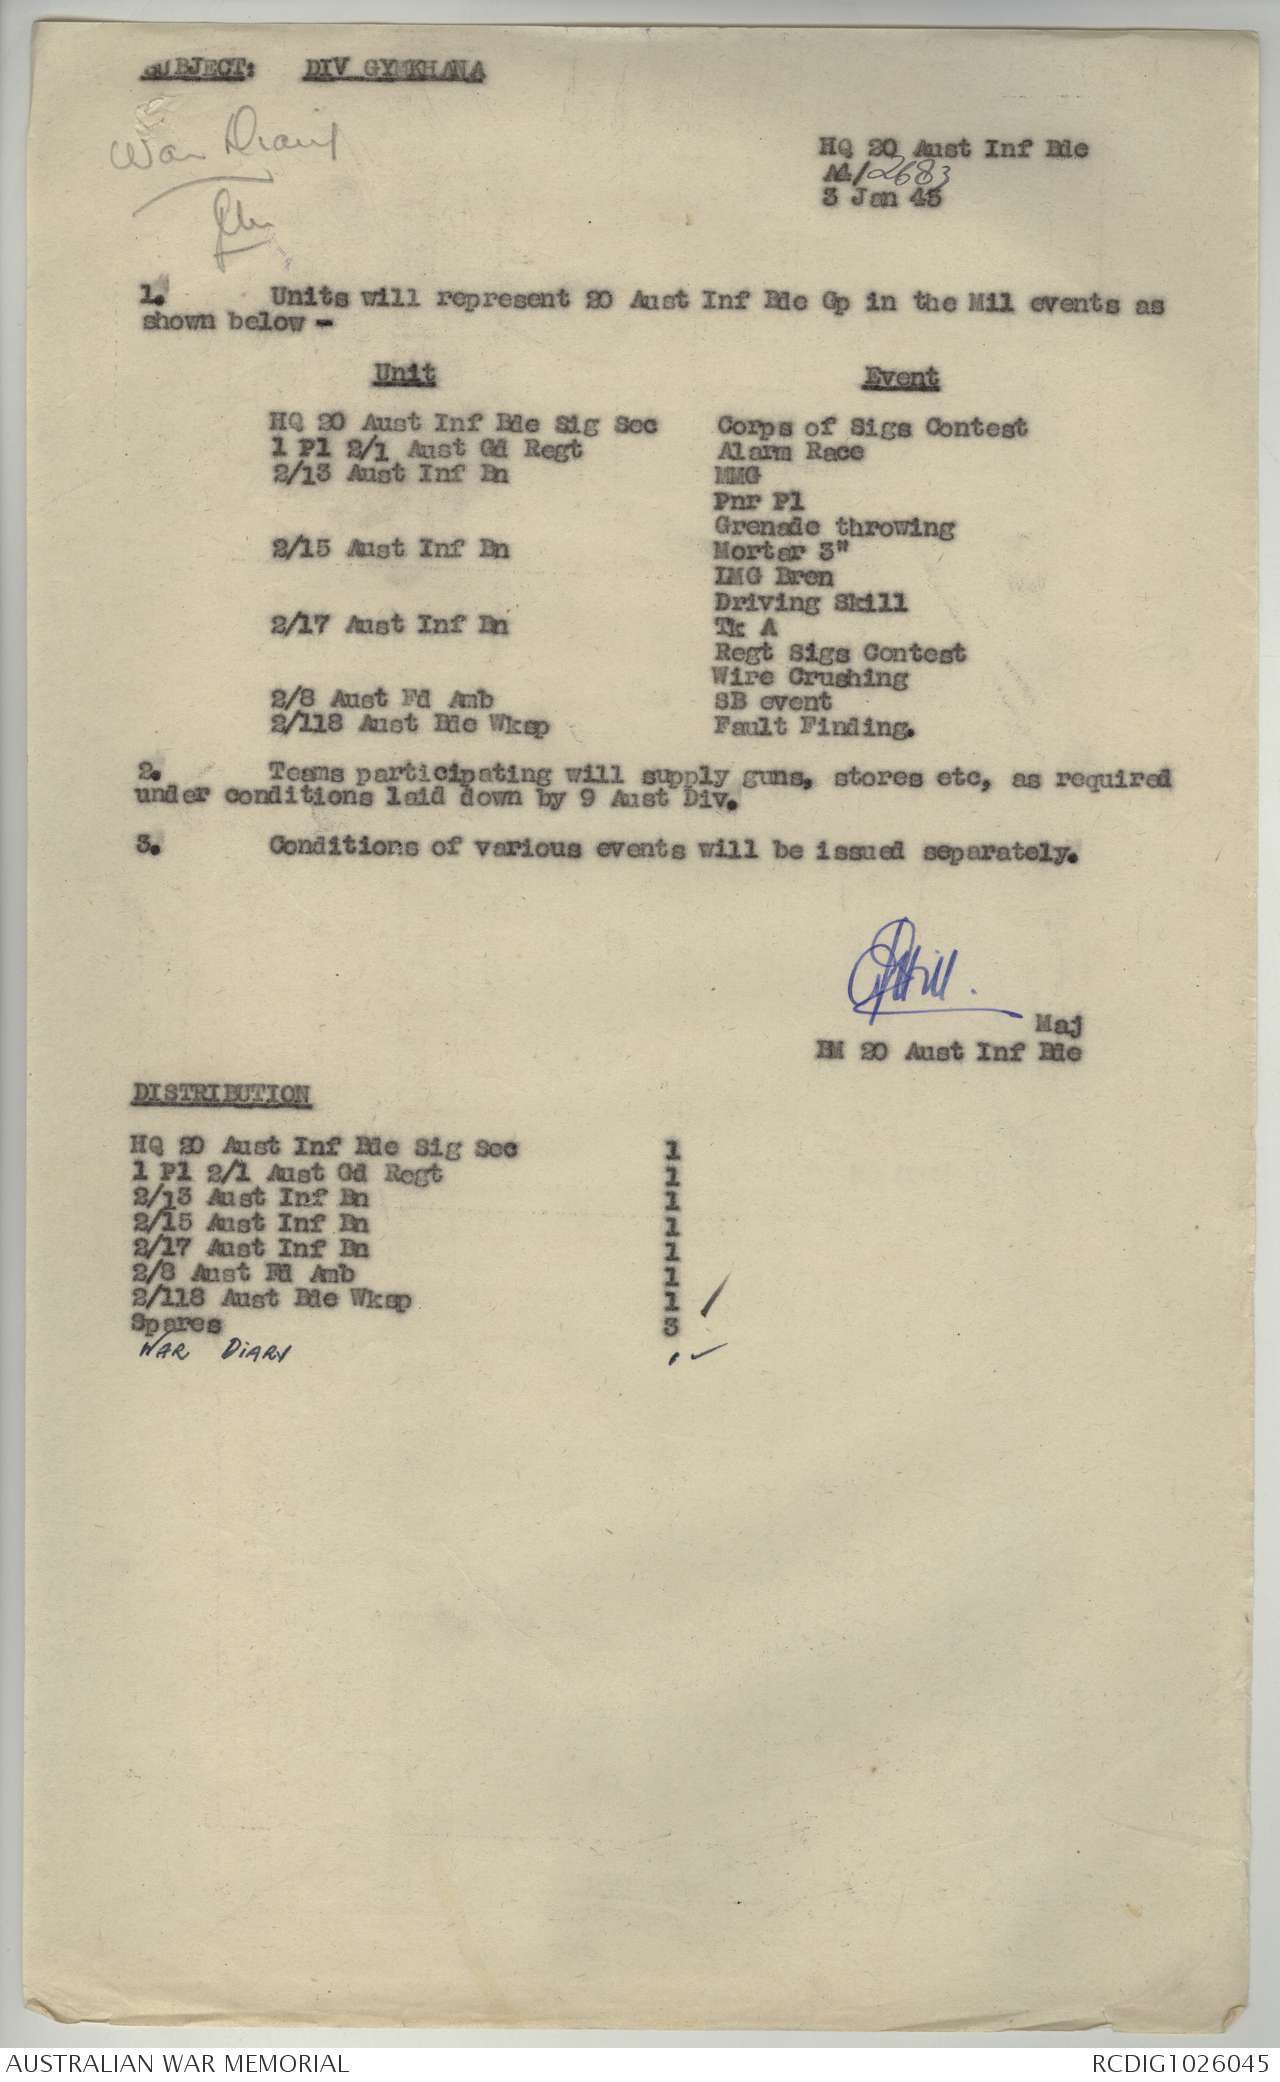 SUBJECT: DIV GYMKHANA
War Diary
HQ 20 Aust Inf Bde
/2683
3 Jan 45
1. Units will represent 20 Aust Inf Bde Gp in the Mil events as
shown below -
Unit Event
HQ 20 Aust Inf Bde Sig Sec Corps of Sigs Contest
1 Pl 2/1 Aust Gd Regt Alarm Race
2/13 Aust Inf Bn MMG
Pnr Pl
Grenade throwing
2/15 Aust Inf Bn Mortar 3"
LMG Bren
Driving Skill
2/17 Aust Inf Bn Tk A
Regt Sigs Contest
Wire Crushing
2/8 Aust Fd Amb SB event
2/118 Aust Bde Wksp Fault Finding.
2. Teams participating will supply guns, stores etc, as required
under conditions laid down by 9 Aust Div.
3. Conditions of various events will be issued separately.
Hill.
Maj
BM 20 Aust Inf Bde
DISTRIBUTION
HQ 20 Aust Inf Bde Sig Sec 1
1 Pl 2/1 Aust Gd Regt 1
2/13 Aust Inf Bn 1
2/15 Aust Inf Bn 1
2/17 Aust Inf Bn 1
2/8 Aust Fd Amb 1
2/118 Aust Bde Wksp 1
Spares 3
WAR DIARY 1
AUSTRALIAN WAR MEMORIAL RCDIG1026045